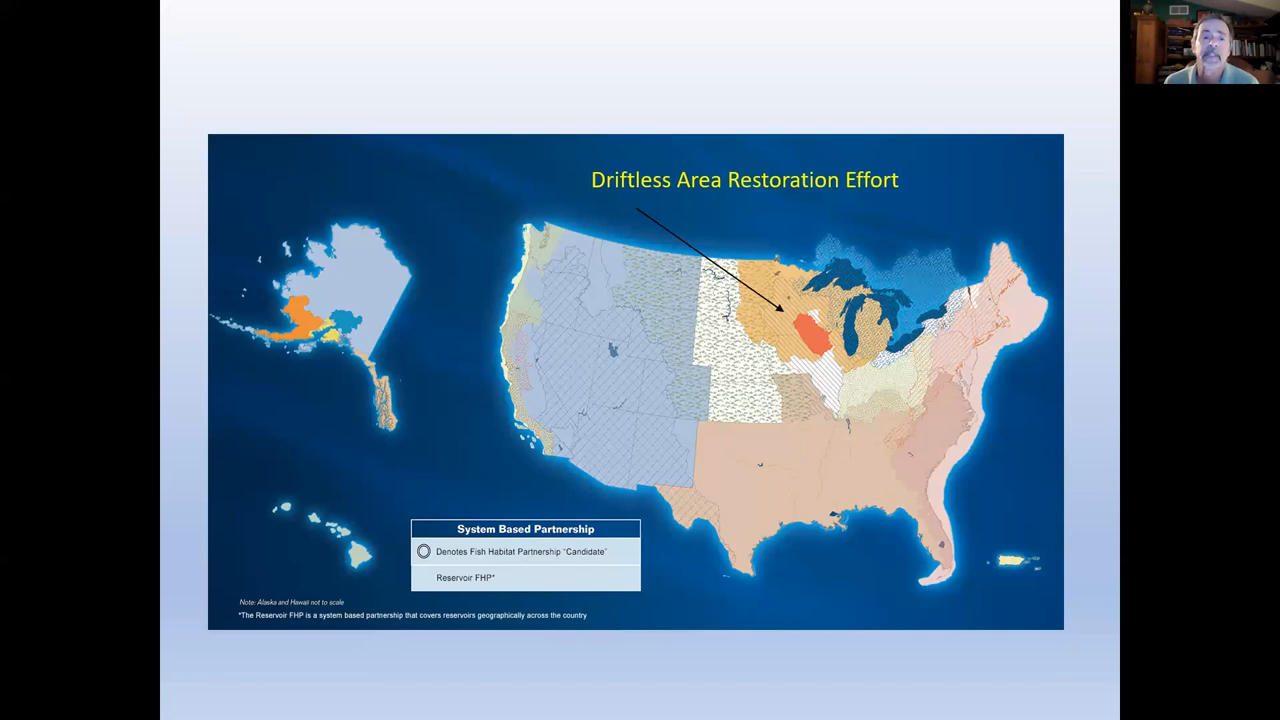 Driftless Area Restoration Effort
System Based Partnership
Denotes Fish Habitat Partnership "Candidate"
Reservoir FHP*
Note: Alaska and Hawaii not to scale
*The Reservoir FHP is a system based partnership that covers reservoirs geographically across the country